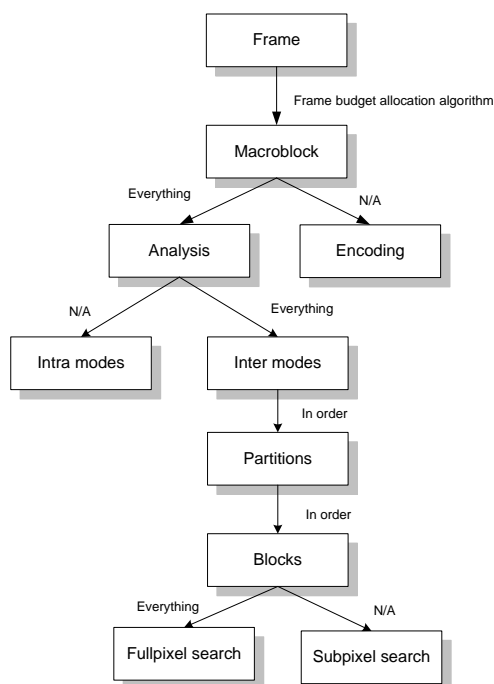 Frame
Frame budget allocation algorithm
Macroblock
Everything
N/A
Analysis
Encoding
N/A
Everything
Intra modes
Inter modes
In order
Partitions
In order
Blocks
Everything
N/A
Fullpixel search
Subpixel search